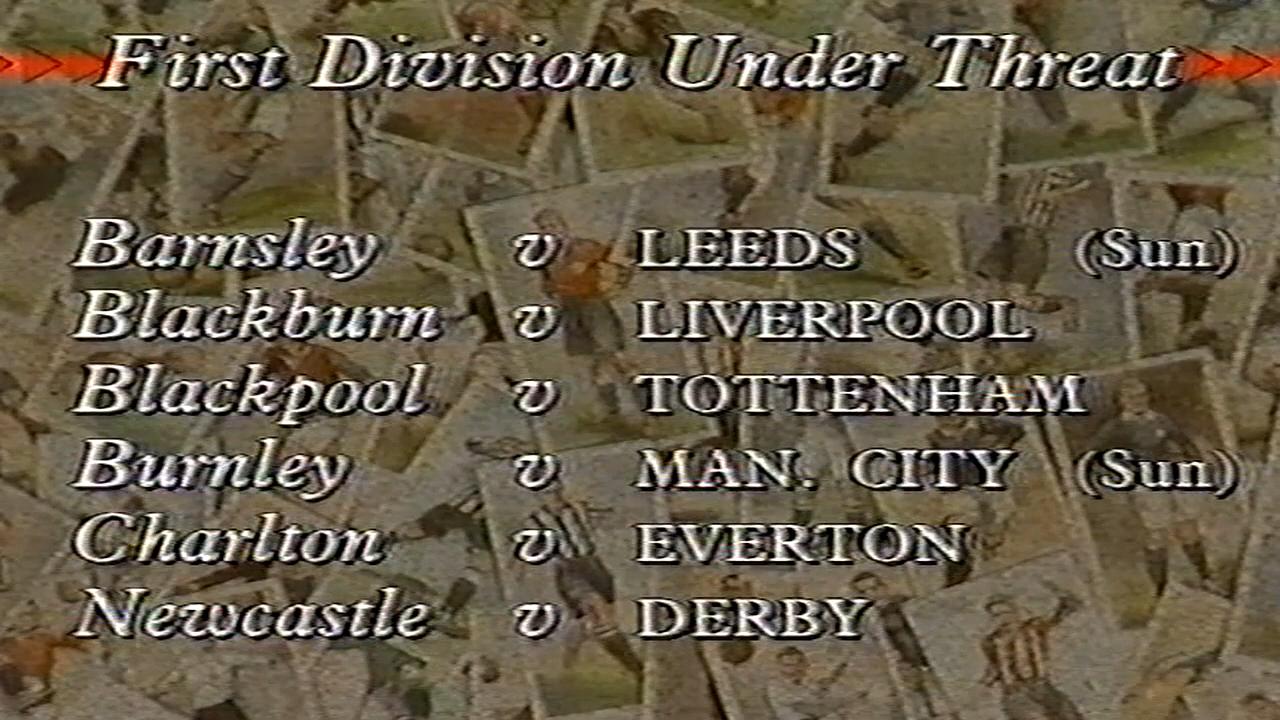 First Division Under Threat
Barnsley v LEEDS (Sun)
Blackburn v LIVERPOOL
Blackpool v TOTTENHAM
Burnley v MAN. CITY (Sun)
Charlton v EVERTON
Newcastle v DERBY